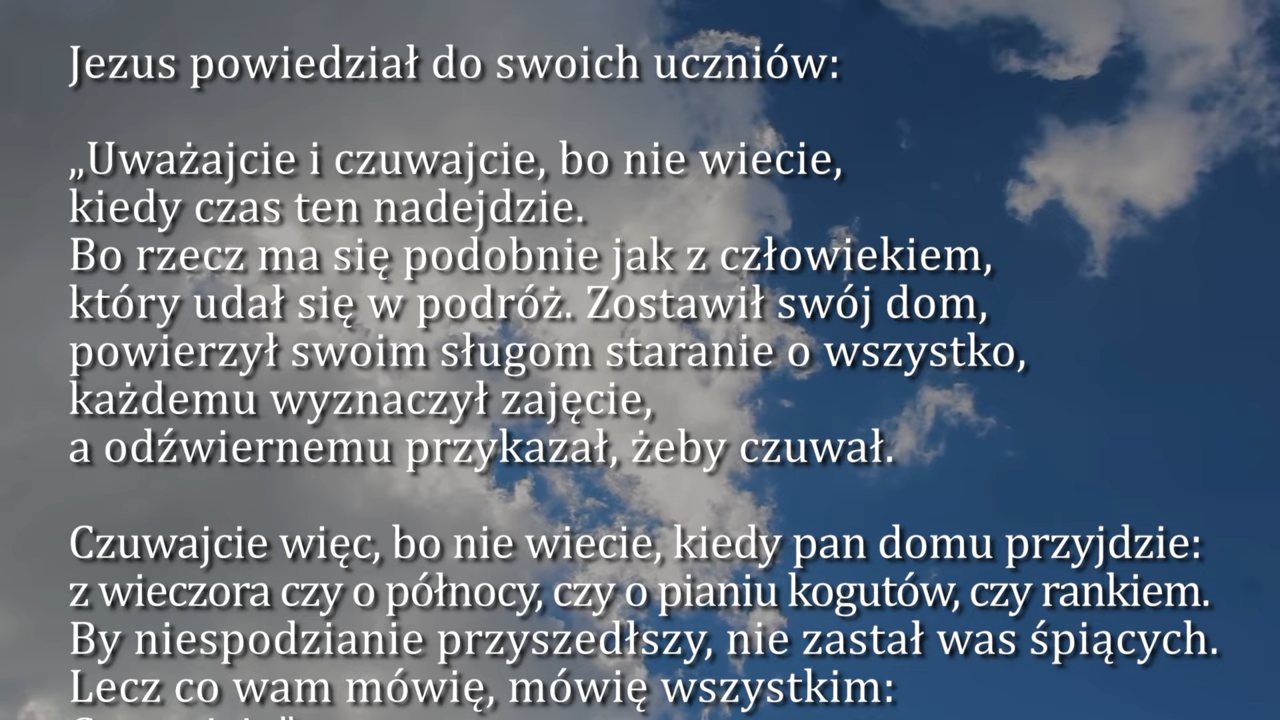 Jezus powiedział do swoich uczniów:
„Uważajcie i czuwajcie, bo nie wiecie,
kiedy czas ten nadejdzie.
Bo rzecz ma się podobnie jak z człowiekiem,
który udał się w podróż. Zostawił swój dom,
powierzył swoim sługom staranie o wszystko,
każdemu wyznaczył zajęcie,
a odźwiernemu przykazał, żeby czuwał.
Czuwajcie więc, bo nie wiecie, kiedy pan domu przyjdzie:
z wieczora czy o północy, czy o pianiu kogutów, czy rankiem.
By niespodzianie przyszedłszy, nie zastał was śpiących.
Lecz co wam mówię, mówię wszystkim: